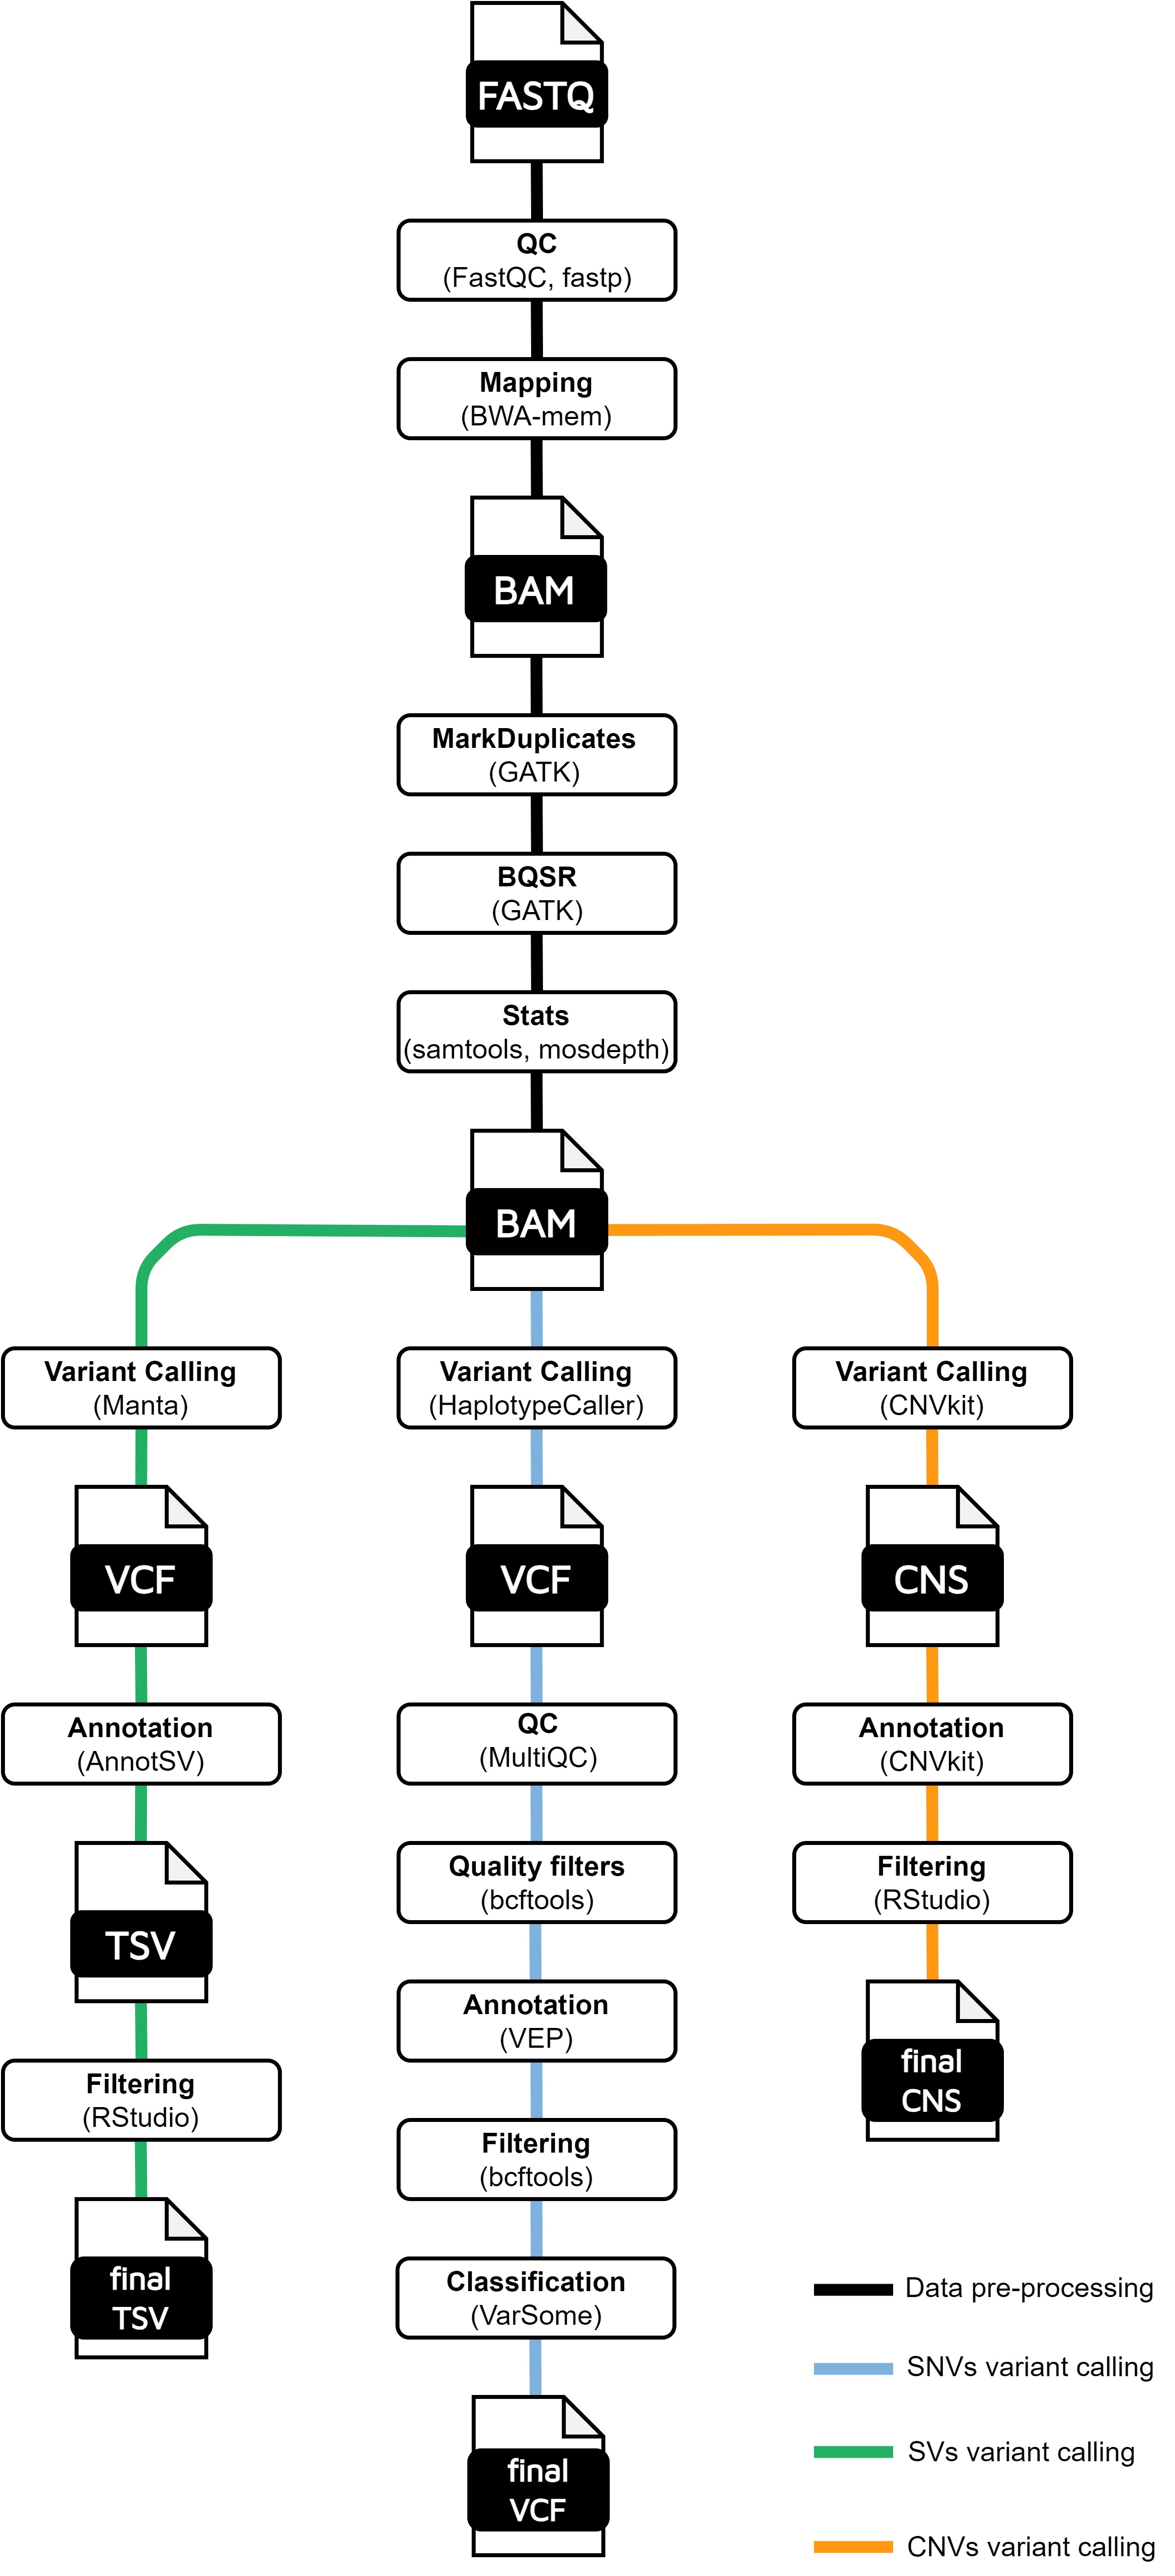 FASTQ
QC
(FastQC, fastp)
Mapping
(BWA-mem)
BAM
MarkDuplicates
(GATK)
BQSR
(GATK)
Stats
(samtools, mosdepth)
BAM
Variant Calling
(Manta)
VCF
Annotation
(AnnotSV)
TSV
Filtering
(RStudio)
final
TSV
Variant Calling
(HaplotypeCaller)
VCF
QC
(MultiQC)
Quality filters
(bcftools)
Annotation
(VEP)
Filtering
(bcftools)
Classification
(VarSome)
final
VCF
Variant Calling
(CNVkit)
CNS
Annotation
(CNVkit)
Filtering
(RStudio)
final
CNS
Data pre-processing
SNVs variant calling
SVs variant calling
CNVs variant calling